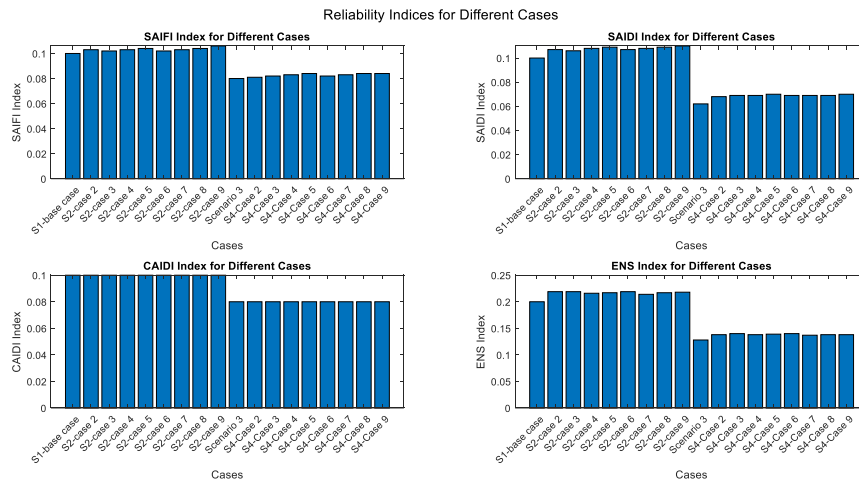 Reliability Indices for Different Cases
SAIFI Index for Different Cases
SAIFI Index
0.1
0.08
0.06
0.04
0.02
0
S1-base case
S2-case 2
S2-case 3
S2-case 4
S2-case 5
S2-case 6
S2-case 7
S2-case 8
S2-case 9
Scenario 3
S4-Case 2
S4-Case 3
S4-Case 4
S4-Case 5
S4-Case 6
S4-Case 7
S4-Case 8
S4-Case 9
Cases
SAIDI Index for Different Cases
SAIDI Index
0.1
0.08
0.06
0.04
0.02
0
S1-base case
S2-case 2
S2-case 3
S2-case 4
S2-case 5
S2-case 6
S2-case 7
S2-case 8
S2-case 9
Scenario 3
S4-Case 2
S4-Case 3
S4-Case 4
S4-Case 5
S4-Case 6
S4-Case 7
S4-Case 8
S4-Case 9
Cases
CAIDI Index for Different Cases
CAIDI Index
0.1
0.08
0.06
0.04
0.02
0
S1-base case
S2-case 2
S2-case 3
S2-case 4
S2-case 5
S2-case 6
S2-case 7
S2-case 8
S2-case 9
Scenario 3
S4-Case 2
S4-Case 3
S4-Case 4
S4-Case 5
S4-Case 6
S4-Case 7
S4-Case 8
S4-Case 9
Cases
ENS Index for Different Cases
ENS Index
0.25
0.2
0.15
0.1
0.05
0
S1-base case
S2-case 2
S2-case 3
S2-case 4
S2-case 5
S2-case 6
S2-case 7
S2-case 8
S2-case 9
Scenario 3
S4-Case 2
S4-Case 3
S4-Case 4
S4-Case 5
S4-Case 6
S4-Case 7
S4-Case 8
S4-Case 9
Cases